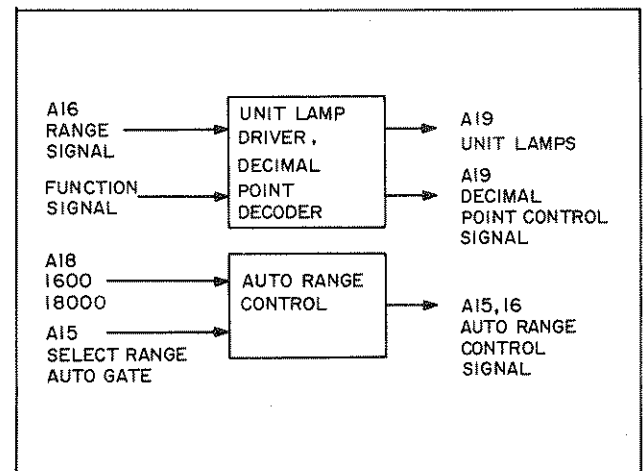 A16
RANGE
SIGNAL
FUNCTION
SIGNAL
UNIT LAMP
DRIVER,
DECIMAL
POINT
DECODER
A19
UNIT LAMPS
A19
DECIMAL
POINT CONTROL
SIGNAL
A18
1600
18000
A15
SELECT RANGE
AUTO GATE
AUTO RANGE
CONTROL
A15,16
AUTO RANGE
CONTROL
SIGNAL